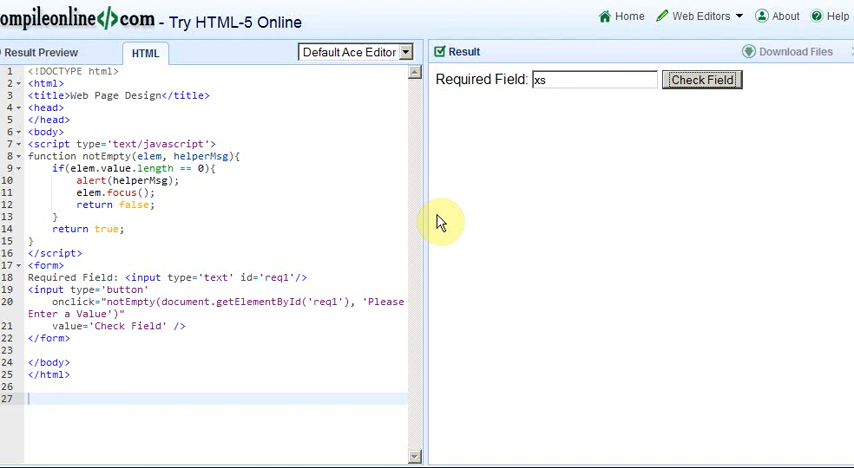 ompileonline</>com - Try HTML-5 Online
Home
Web Editors
About
Help
Result Preview
HTML
Default Ace Editor
1 <!DOCTYPE html>
2 <html>
3 <title>Web Page Design</title>
4 <head>
5 </head>
6 <body>
7 <script type='text/javascript'>
8 function notEmpty(elem, helperMsg){
9 if(elem.value.length == 0){
10 alert(helperMsg);
11 elem.focus();
12 return false;
13 }
14 return true;
15 }
16 </script>
17 <form>
18 Required Field: <input type='text' id='req1'/>
19 <input type='button'
20 onclick="notEmpty(document.getElementById('req1'), 'Please
Enter a Value')"
21 value='Check Field' />
22 </form>
23
24 </body>
25 </html>
26
27
Result
Download Files
Required Field: xs Check Field